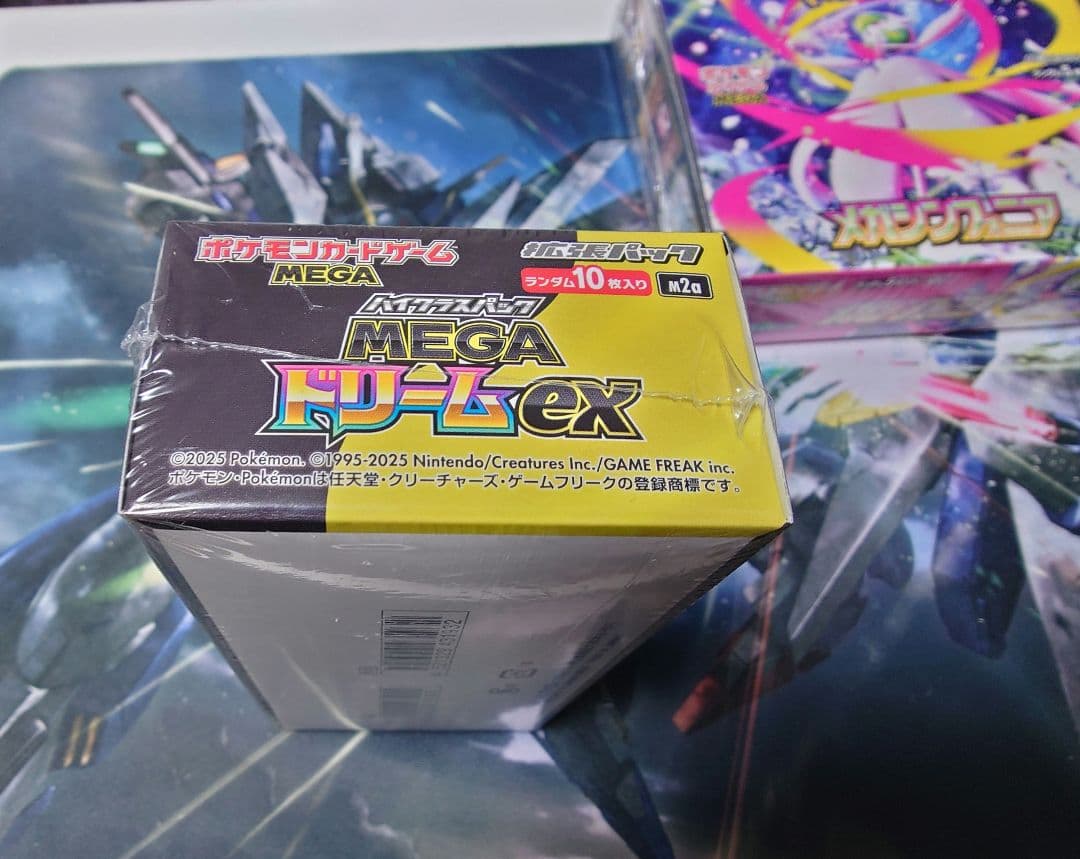 ポケモンカードゲーム
MEGA
拡張パック
ランダム10枚入り
M2a
ハイクラスパック
MEGA
ドリームex
©2025 Pokémon. ©1995-2025 Nintendo/Creatures Inc./GAME FREAK inc.
ポケモン・Pokémonは任天堂・クリーチャーズ・ゲームフリークの登録商標です。
メガシンフォニア